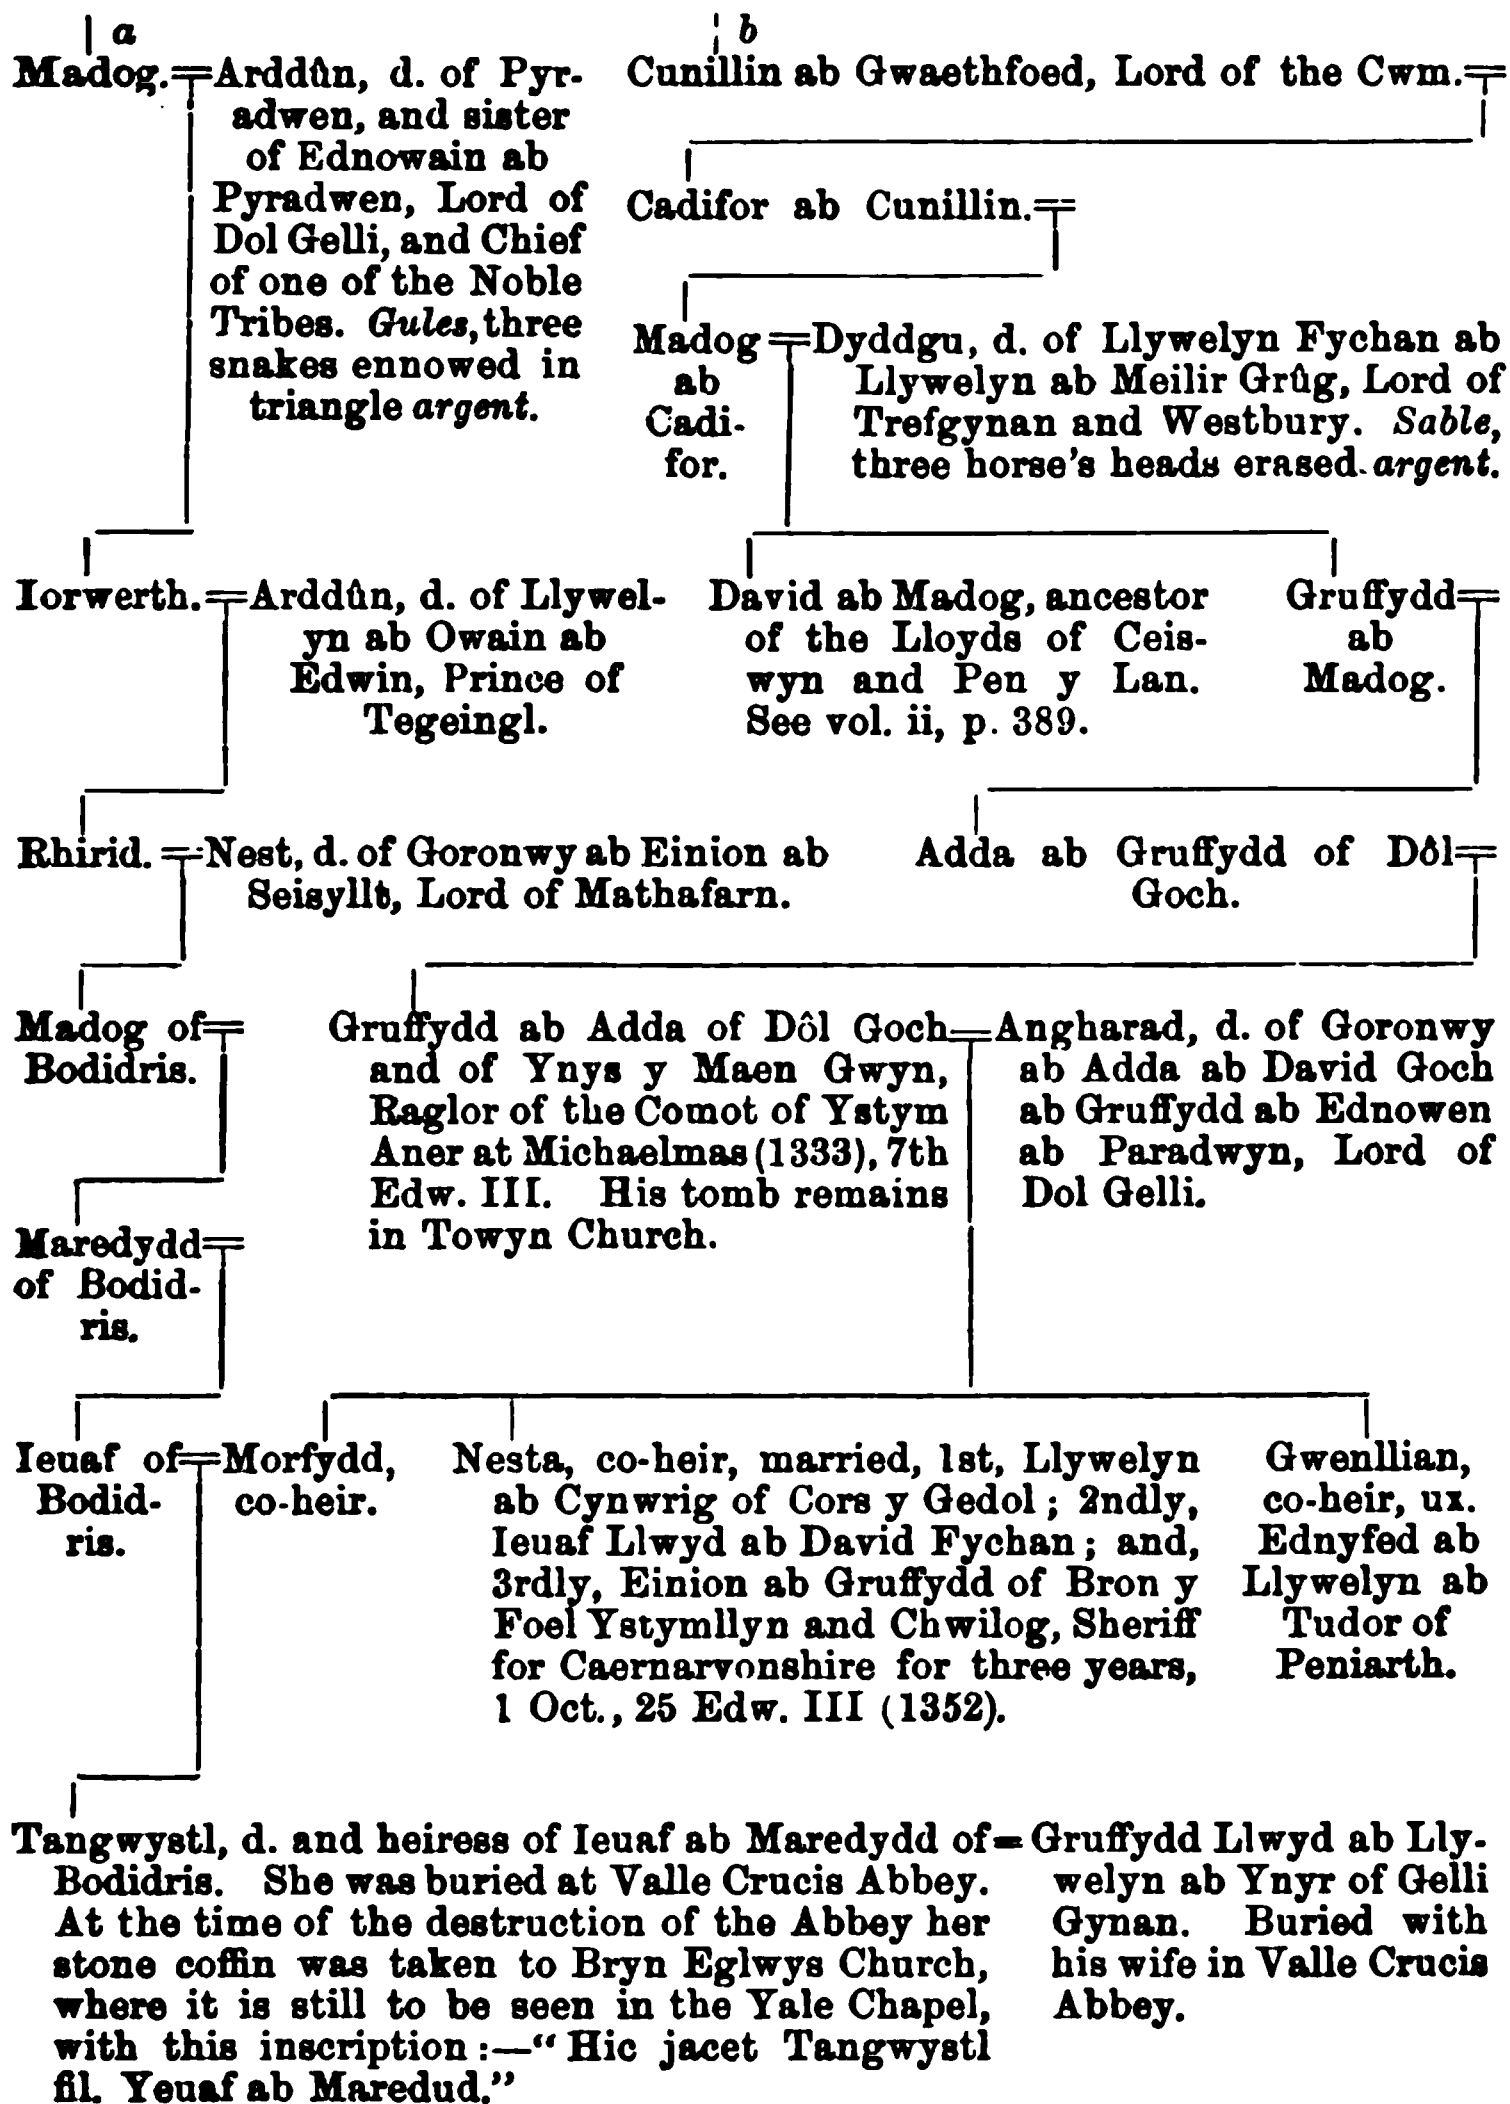 a
Madog.=Arddûn, d. of Pyr-
adwen, and sister
of Ednowain ab
Pyradwen, Lord of
Dol Gelli, and Chief
of one of the Noble
Tribes. Gules, three
snakes ennowed in
triangle argent.
b
Cunillin ab Gwaethfoed, Lord of the Cwm.=
Cadifor ab Cunillin.=
Madog
ab
Cadi-
for.
=Dyddgu, d. of Llywelyn Fychan ab
Llywelyn ab Meilir Grûg, Lord of
Trefgynan and Westbury. Sable,
three horse's heads erased argent.
Iorwerth.=Arddûn, d. of Llywel-
yn ab Owain ab
Edwin, Prince of
Tegeingl.
David ab Madog, ancestor
of the Lloyds of Ceis-
wyn and Pen y Lan.
See vol. ii, p. 389.
Gruffydd=
ab
Madog.
Rhirid.=Nest, d. of Goronwy ab Einion ab
Seisyllt, Lord of Mathafarn.
Adda ab Gruffydd of Dôl=
Goch.
Madog of=
Bodidris.
Gruffydd ab Adda of Dôl Goch
and of Ynys y Maen Gwyn,
Raglor of the Comot of Ystym
Aner at Michaelmas (1333), 7th
Edw. III. His tomb remains
in Towyn Church.
=Angharad, d. of Goronwy
ab Adda ab David Goch
ab Gruffydd ab Ednowen
ab Paradwyn, Lord of
Dol Gelli.
Maredydd=
of Bodid-
ris.
Ieuaf of
Bodid-
ris.
=Morfydd,
co-heir.
Nesta, co-heir, married, 1st, Llywelyn
ab Cynwrig of Cors y Gedol; 2ndly,
Ieuaf Llwyd ab David Fychan; and,
3rdly, Einion ab Gruffydd of Bron y
Foel Ystymllyn and Chwilog, Sheriff
for Caernarvonshire for three years,
1 Oct., 25 Edw. III (1352).
Gwenllian,
co-heir, ux.
Ednyfed ab
Llywelyn ab
Tudor of
Peniarth.
Tangwystl, d. and heiress of Ieuaf ab Maredydd of
Bodidris. She was buried at Valle Crucis Abbey.
At the time of the destruction of the Abbey her
stone coffin was taken to Bryn Eglwys Church,
where it is still to be seen in the Yale Chapel,
with this inscription:—"Hic jacet Tangwystl
fil. Yeuaf ab Maredud."
=Gruffydd Llwyd ab Lly-
welyn ab Ynyr of Gelli
Gynan. Buried with
his wife in Valle Crucis
Abbey.